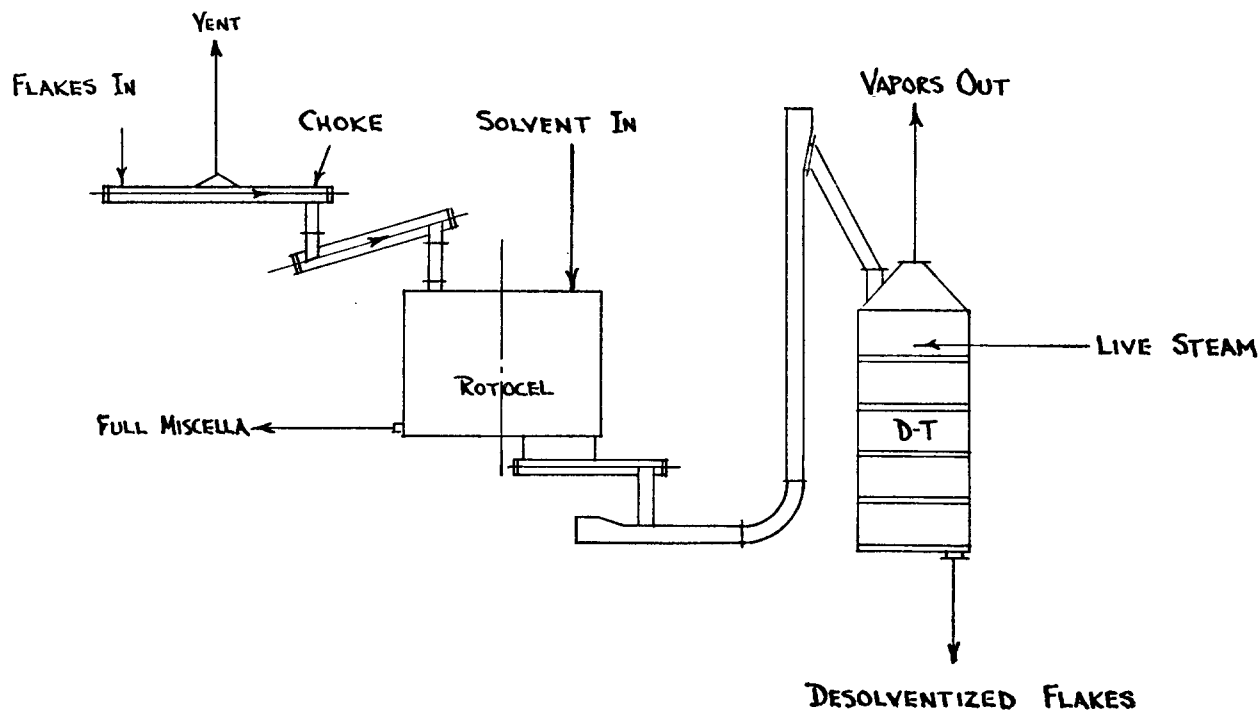 VENT
FLAKES IN
CHOKE
SOLVENT IN
VAPORS OUT
LIVE STEAM
ROTOCEL
FULL MISCELLA
D-T
DESOLVENTIZED FLAKES